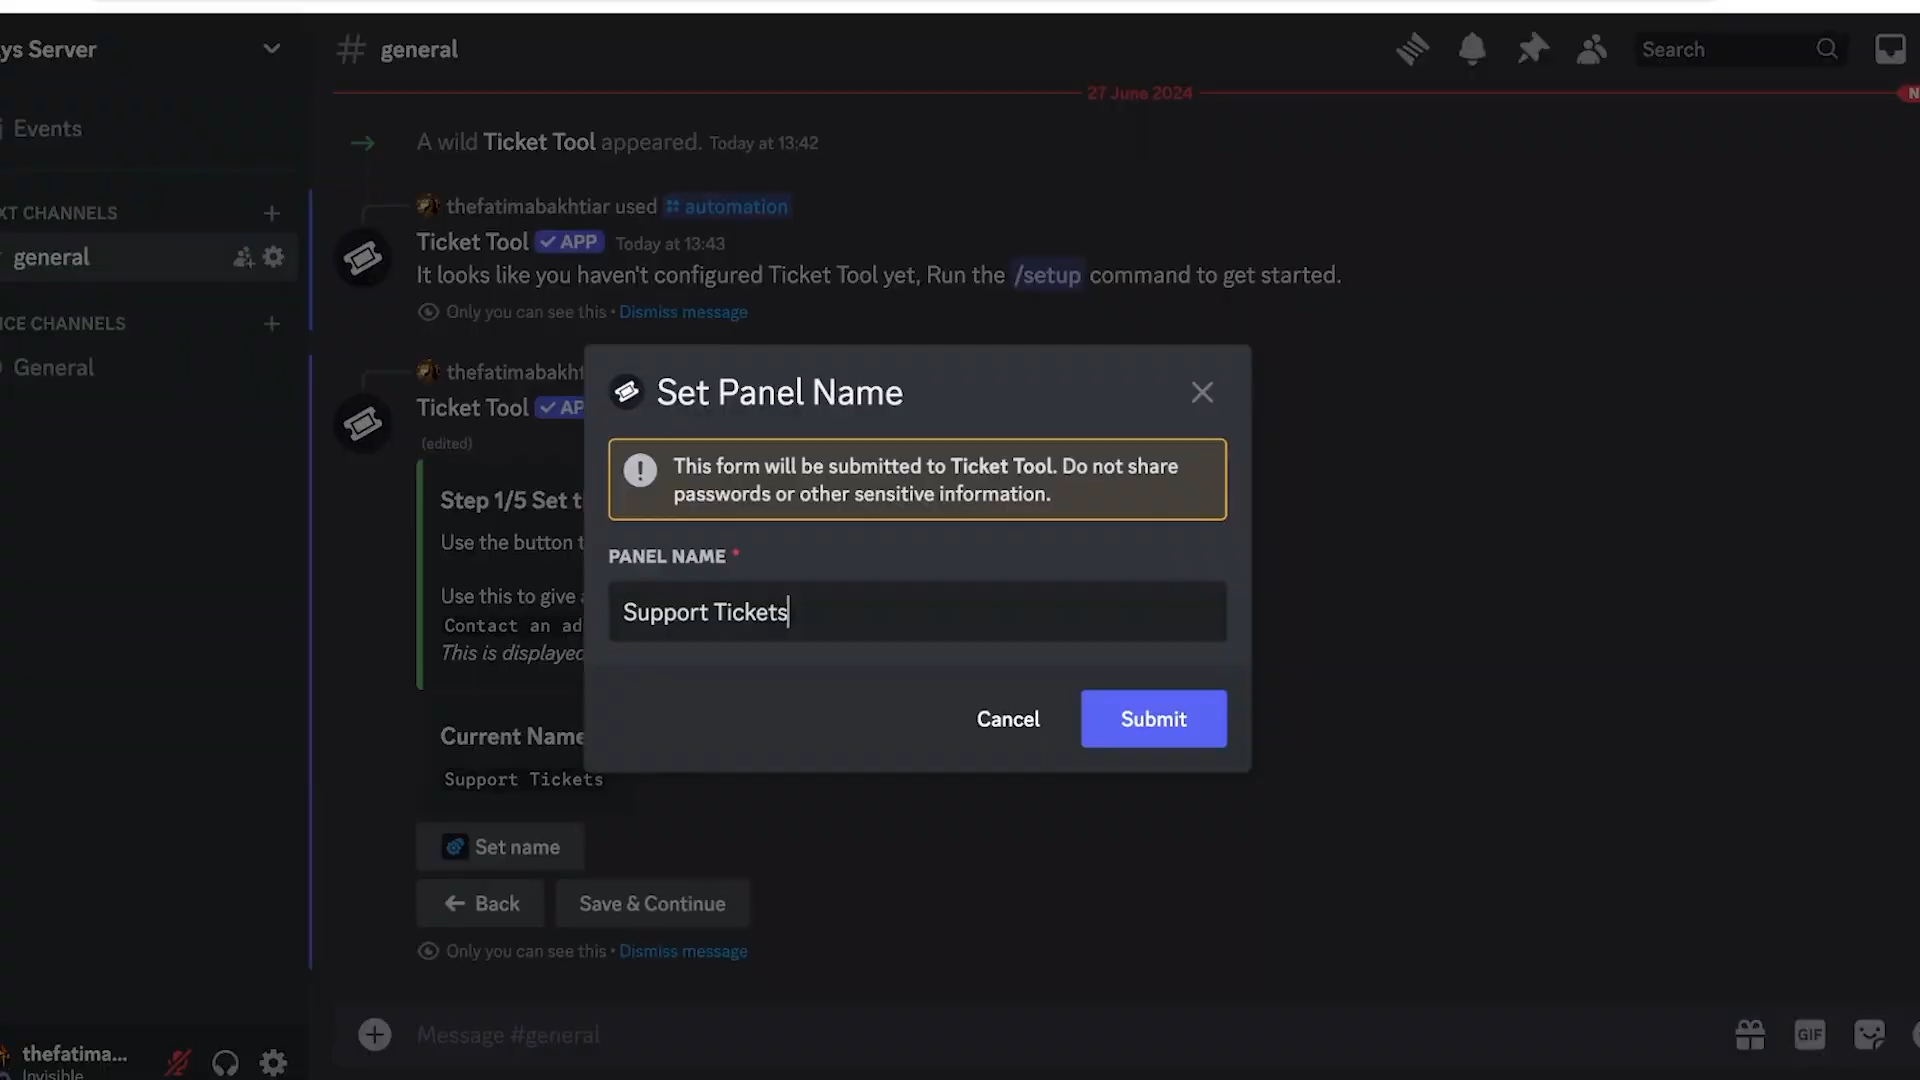 ys Server
general
Search
27 June 2024
N
Events
A wild Ticket Tool appeared. Today at 13:42
XT CHANNELS
thefatimabakhtiar used automation
Ticket Tool APP Today at 13:43
general
It looks like you haven't configured Ticket Tool yet, Run the /setup command to get started.
Only you can see this • Dismiss message
ICE CHANNELS
General
thefatimabakht
Ticket Tool AP
(edited)
Set Panel Name
This form will be submitted to Ticket Tool. Do not share
passwords or other sensitive information.
Step 1/5 Set t
Use the button t
PANEL NAME *
Use this to give a
Support Tickets
Contact an ad
This is displayed
Cancel
Submit
Current Name
Support Tickets
Set name
Back
Save & Continue
Only you can see this • Dismiss message
Message #general
GIF
thefatima...
Invisible